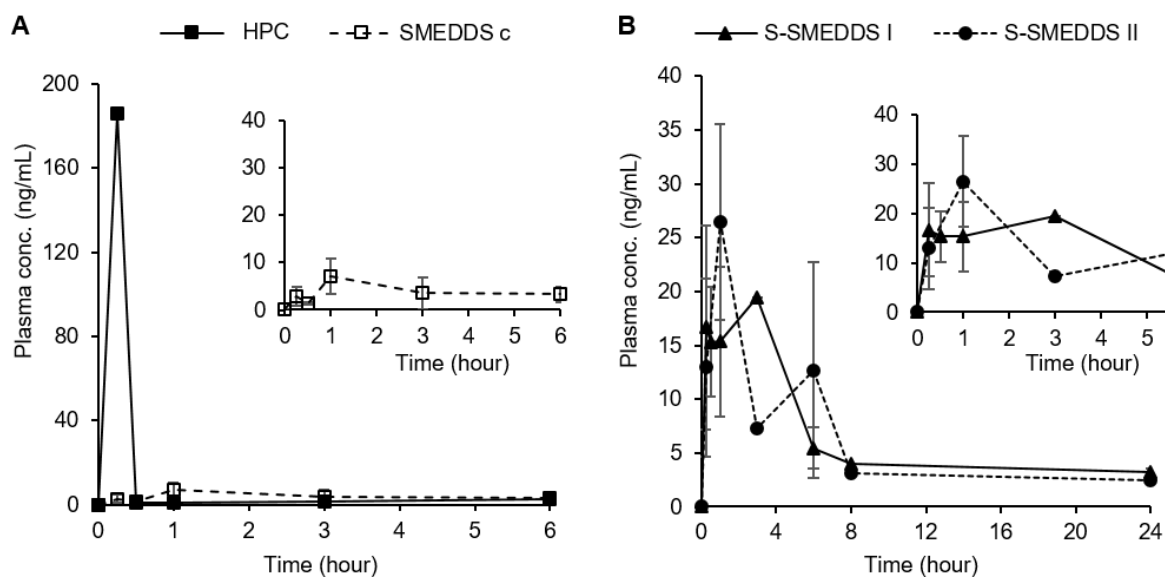 A
HPC
SMEDDS c
Plasma conc. (ng/mL)
200
160
120
80
40
0
0 1 2 3 4 5 6
Time (hour)
40
30
20
10
0
0 1 2 3 4 5 6
Time (hour)
B
S-SMEDDS I
S-SMEDDS II
Plasma conc. (ng/mL)
40
35
30
25
20
15
10
5
0
0 4 8 12 16 20 24
Time (hour)
40
30
20
10
0
0 1 2 3 4 5
Time (hour)